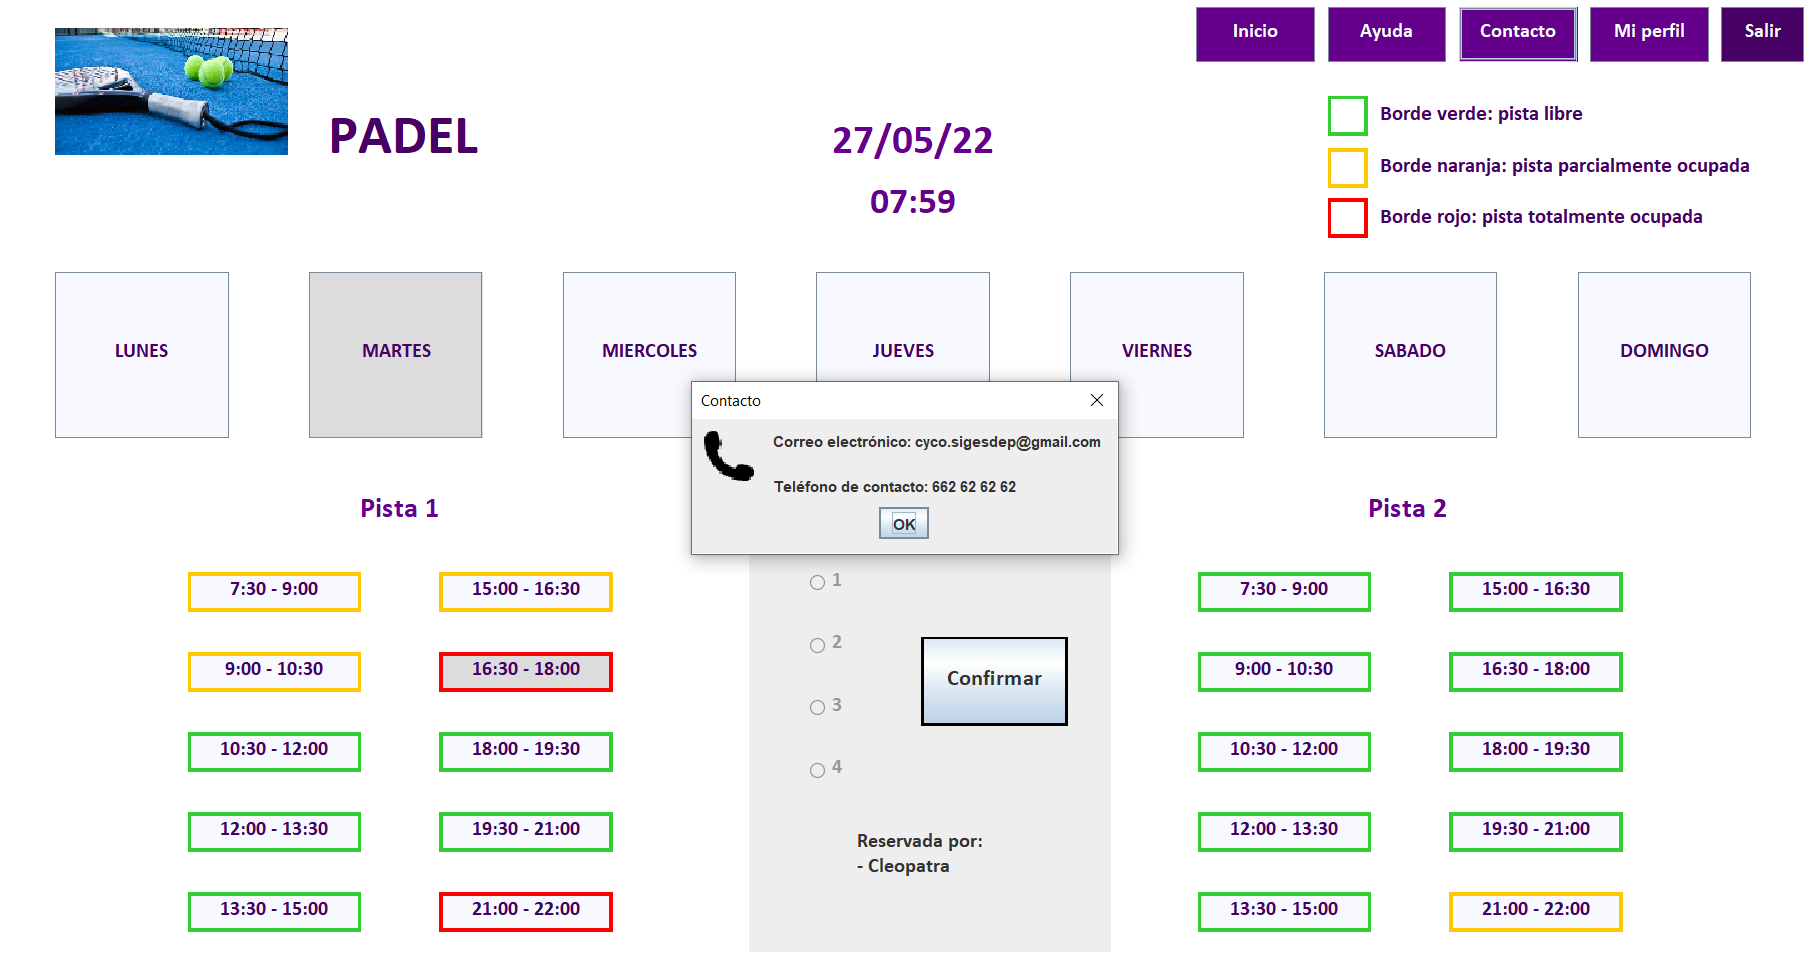 Inicio
Ayuda
Contacto
Mi perfil
Salir
PADEL
27/05/22
07:59
Borde verde: pista libre
Borde naranja: pista parcialmente ocupada
Borde rojo: pista totalmente ocupada
LUNES
MARTES
MIERCOLES
JUEVES
VIERNES
SABADO
DOMINGO
Contacto
Correo electrónico: cyco.sigesdep@gmail.com
Teléfono de contacto: 662 62 62 62
OK
Pista 1
7:30 - 9:00
15:00 - 16:30
9:00 - 10:30
16:30 - 18:00
10:30 - 12:00
18:00 - 19:30
12:00 - 13:30
19:30 - 21:00
13:30 - 15:00
21:00 - 22:00
1
2
3
4
Confirmar
Reservada por:
- Cleopatra
Pista 2
7:30 - 9:00
15:00 - 16:30
9:00 - 10:30
16:30 - 18:00
10:30 - 12:00
18:00 - 19:30
12:00 - 13:30
19:30 - 21:00
13:30 - 15:00
21:00 - 22:00